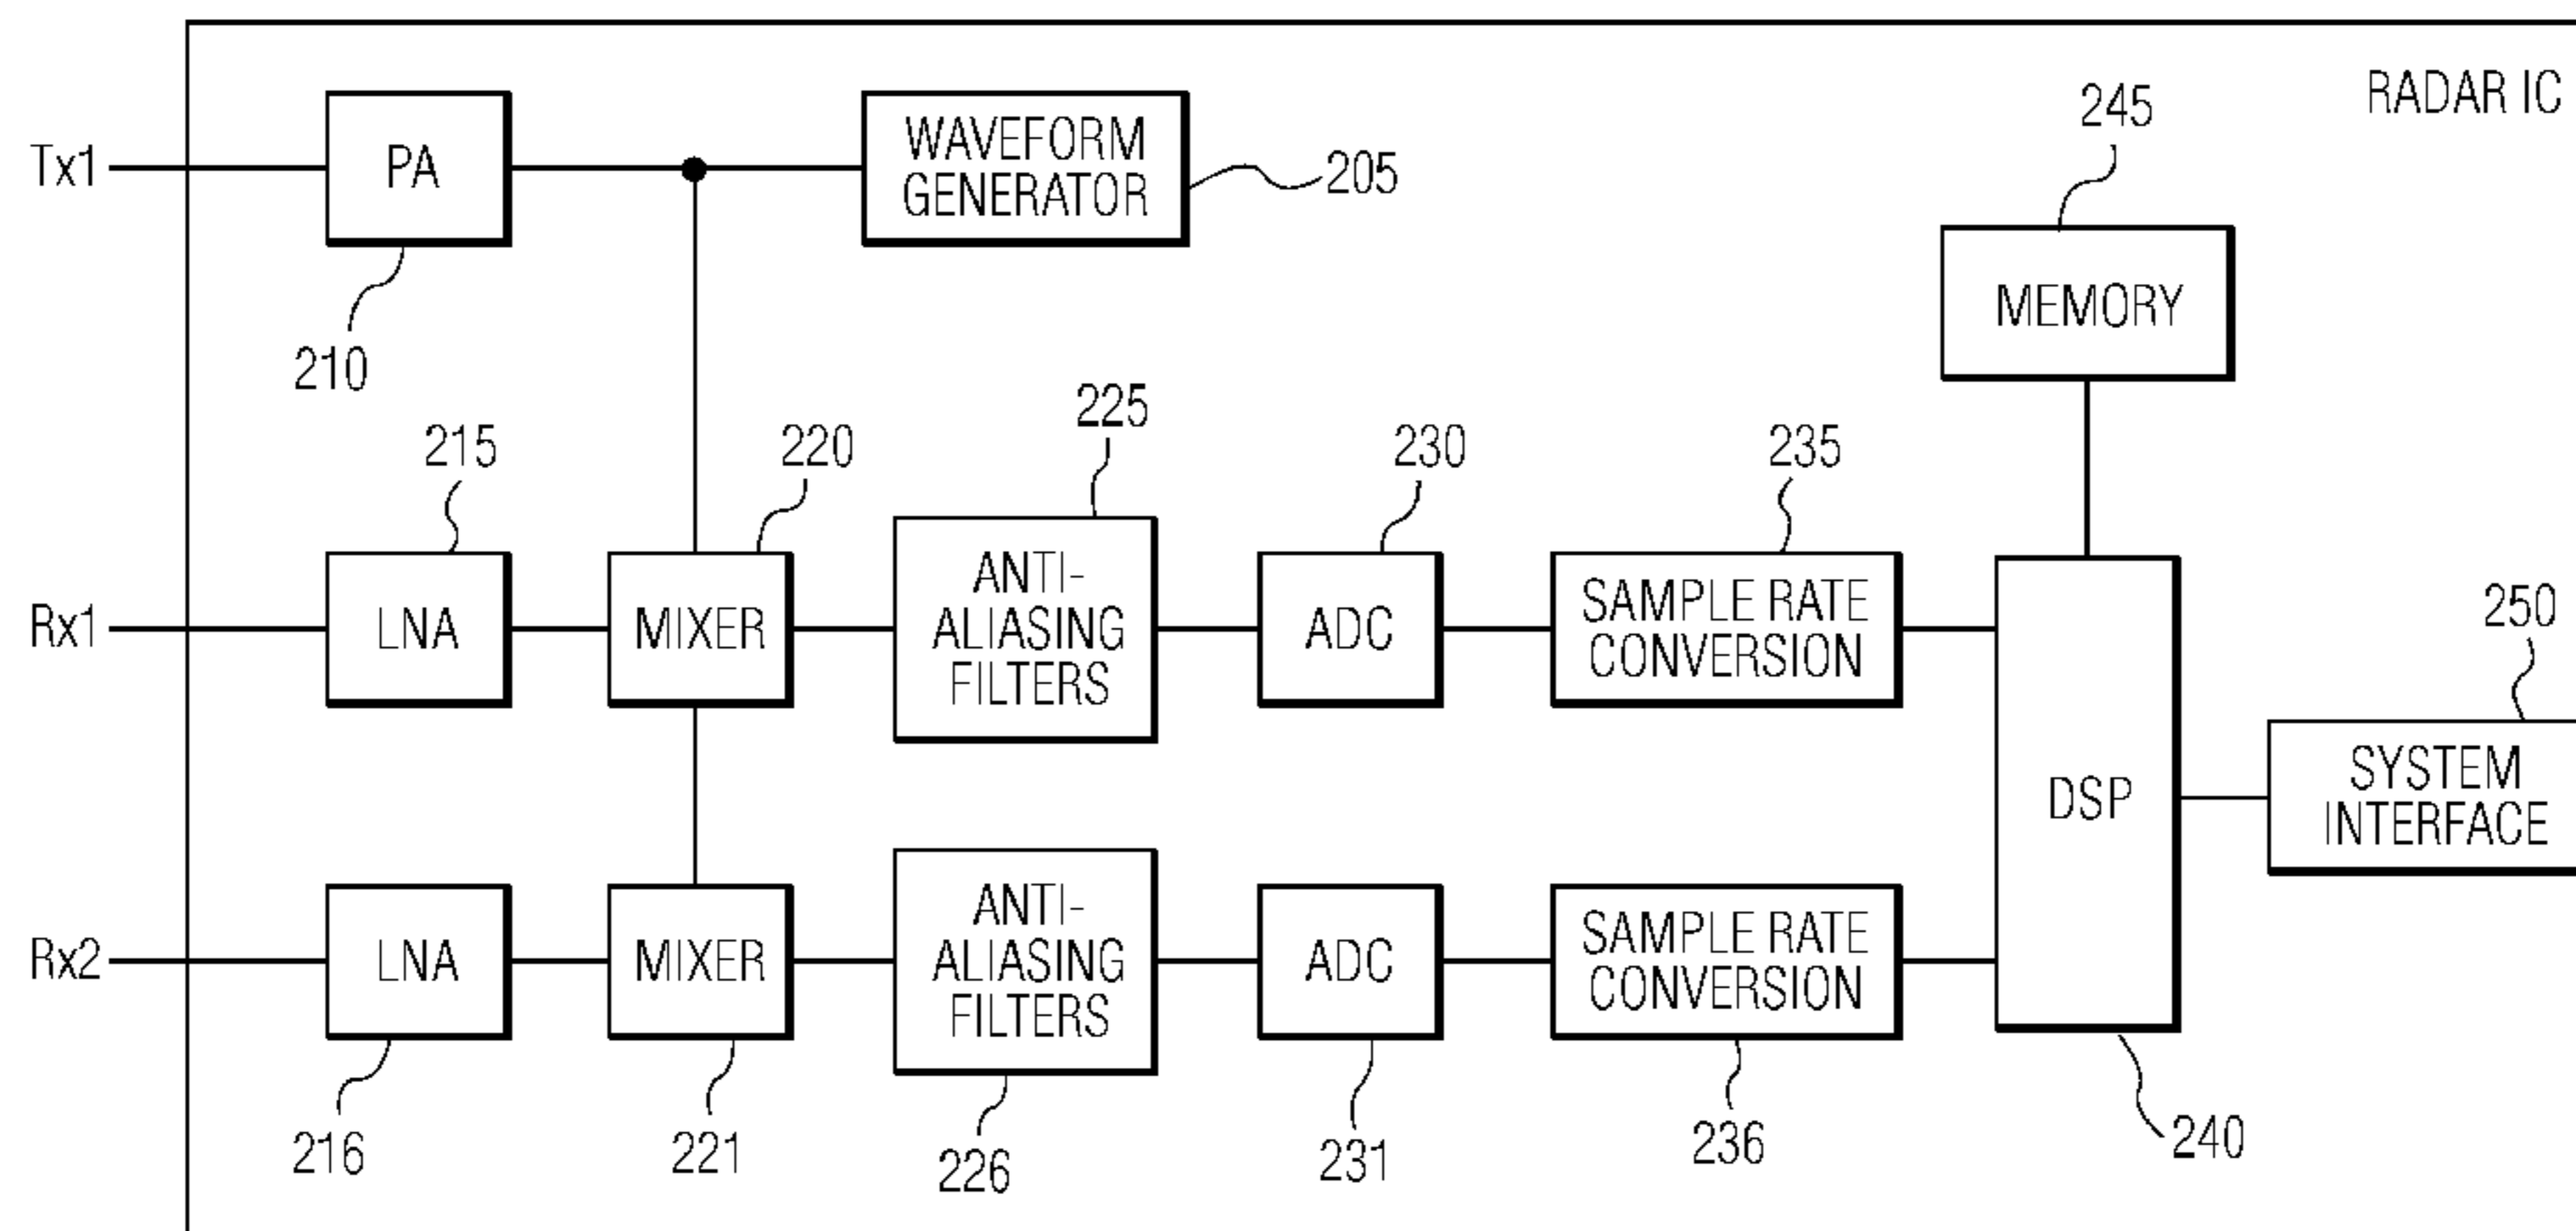 RADAR IC
245
Tx1
PA
WAVEFORM
GENERATOR
205
210
MEMORY
215
220
225
230
235
Rx1
LNA
MIXER
ANTI-
ALIASING
FILTERS
ADC
SAMPLE RATE
CONVERSION
DSP
250
SYSTEM
INTERFACE
Rx2
LNA
MIXER
ANTI-
ALIASING
FILTERS
ADC
SAMPLE RATE
CONVERSION
216
221
226
231
236
240